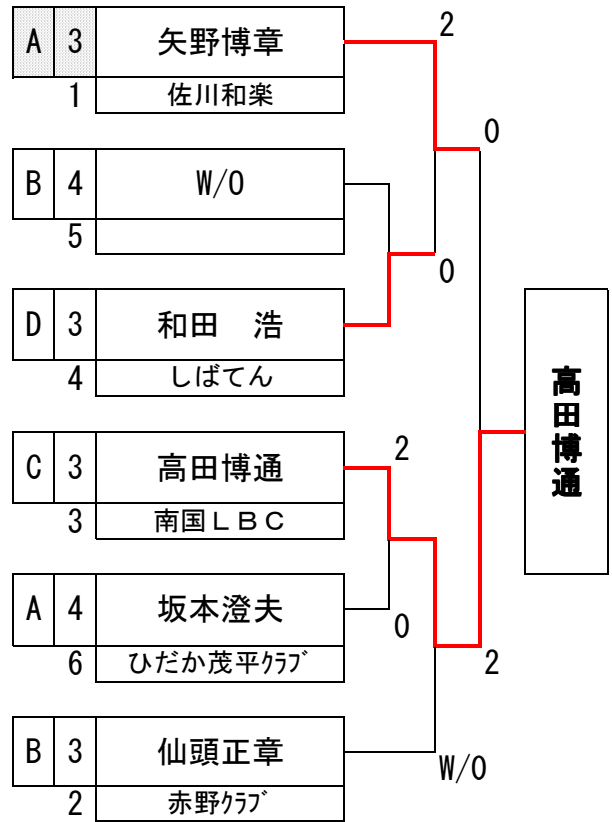 A 3 矢野博章
2
1 佐川和楽
0
B 4 W/0
5
0
D 3 和田 浩
4 しばてん
高田博通
C 3 高田博通
2
3 南国LBC
A 4 坂本澄夫
0
6 ひだか茂平ｸﾗﾌﾞ
2
B 3 仙頭正章
W/0
2 赤野ｸﾗﾌﾞ